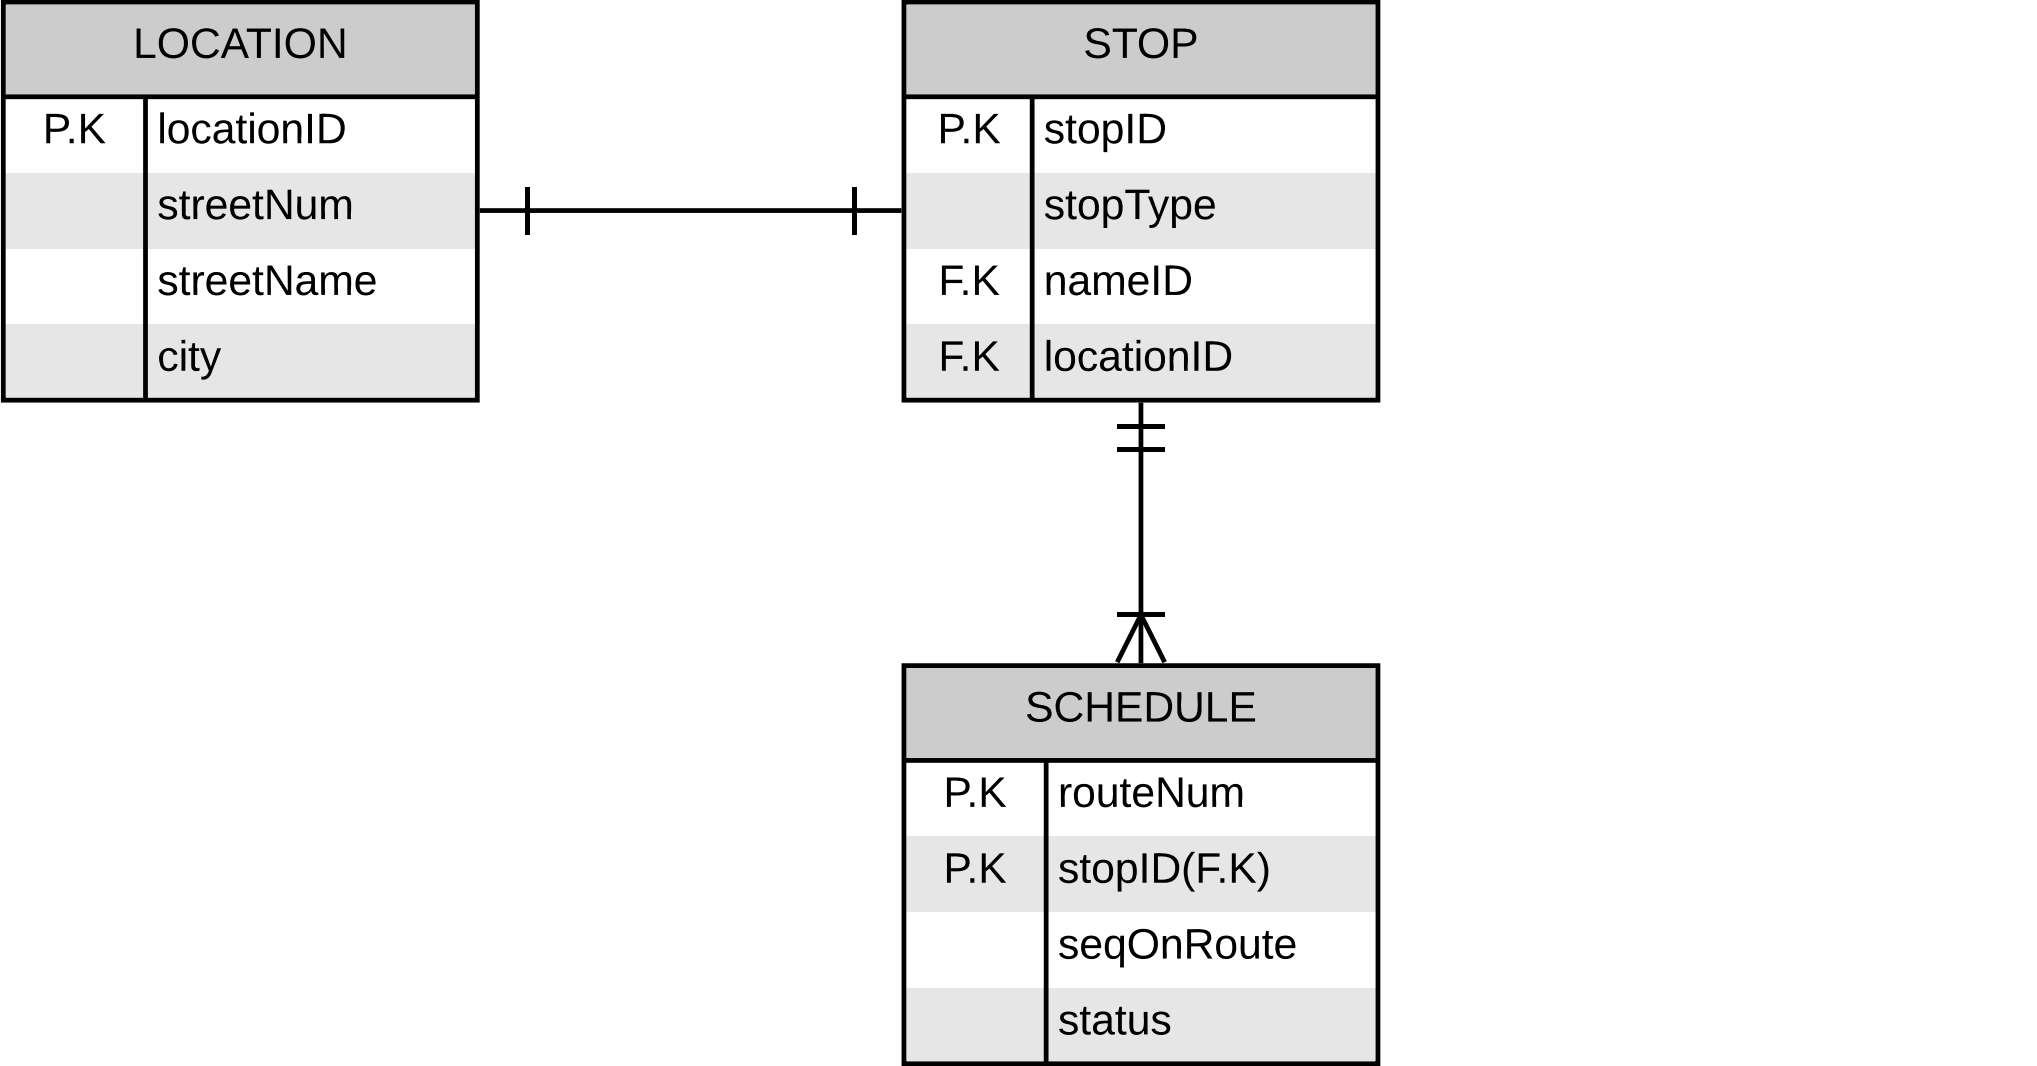 LOCATION
P.K locationID
streetNum
streetName
city
STOP
P.K stopID
stopType
F.K nameID
F.K locationID
SCHEDULE
P.K routeNum
P.K stopID(F.K)
seqOnRoute
status